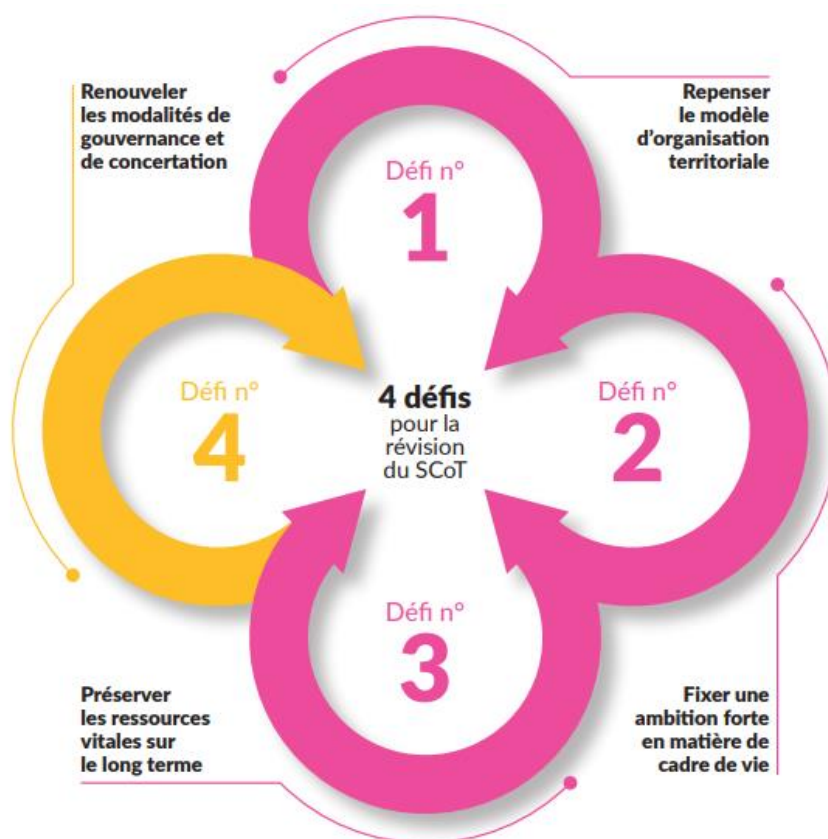 Renouveler
les modalités de
gouvernance et
de concertation
Repenser
le modèle
d’organisation
territoriale
Défi n°
1
Défi n°
4
4 défis
pour la
révision
du SCoT
Défi n°
2
Défi n°
3
Préserver
les ressources
vitales sur
le long terme
Fixer une
ambition forte
en matière de
cadre de vie